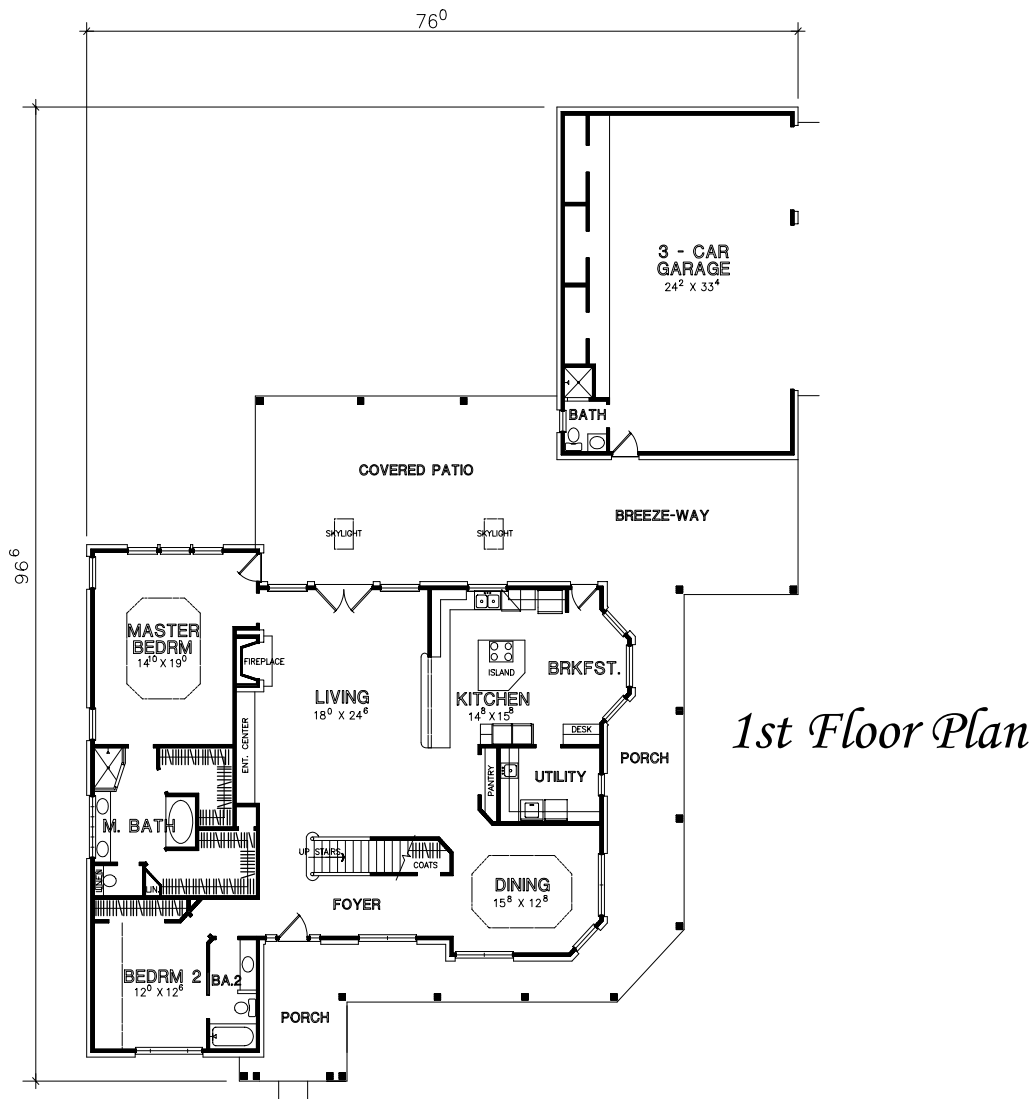 76⁰
96⁶
3 - CAR
GARAGE
24² X 33⁴
BATH
COVERED PATIO
BREEZE-WAY
SKYLIGHT
SKYLIGHT
MASTER
BEDRM
14¹⁰ X 19⁰
FIREPLACE
ISLAND
BRKFST.
LIVING
18⁰ X 24⁶
KITCHEN
14⁸ X 15⁸
DESK
1st Floor Plan
ENT. CENTER
PORCH
PANTRY
UTILITY
M. BATH
UP STAIRS
COATS
LINEN
LIN.
DINING
15⁸ X 12⁸
FOYER
BEDRM 2
12⁰ X 12⁶
BA.2
PORCH